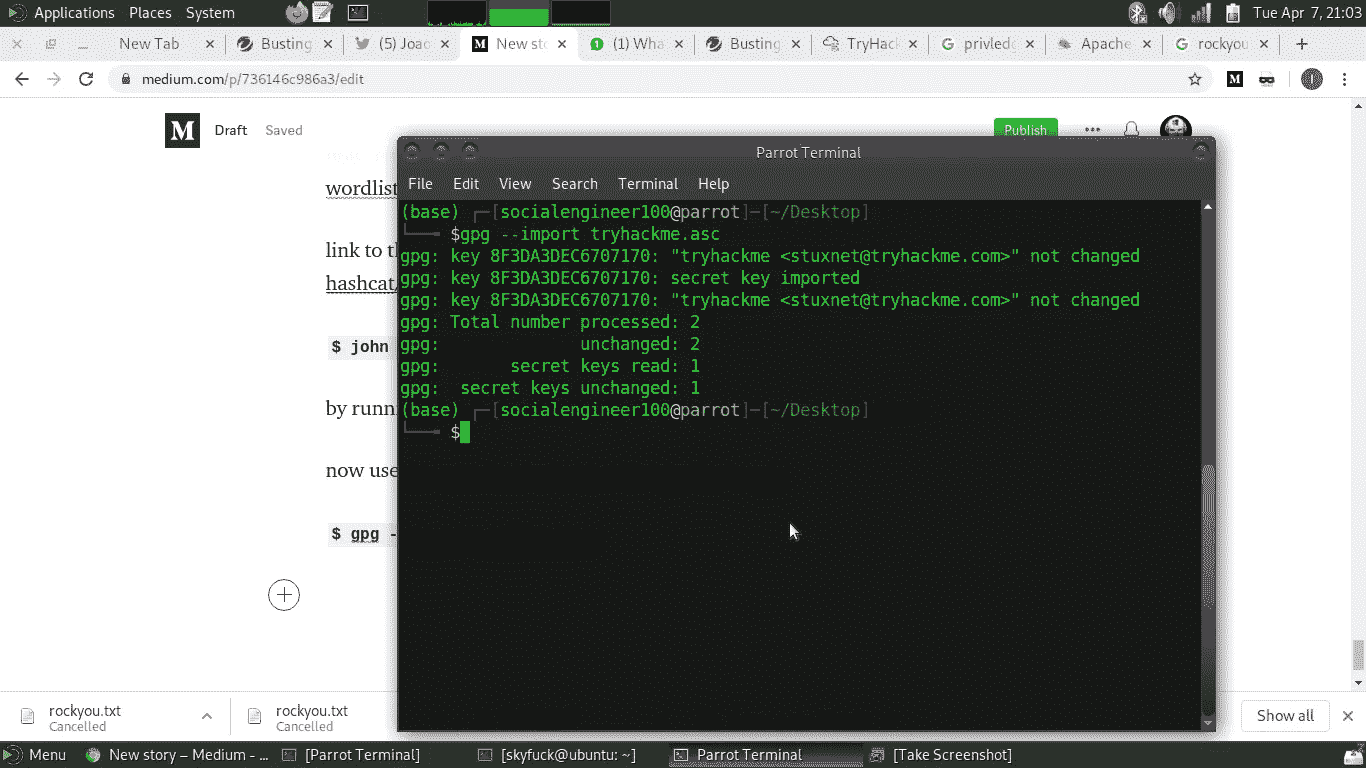 Applications Places System Tue Apr 7, 21:03
New Tab Busting (5) Joao New sto (1) Wha Busting TryHack privledg Apache rockyou
medium.com/p/736146c986a3/edit
M Draft Saved Publish
Parrot Terminal
File Edit View Search Terminal Help
wordlist
link to th
hashcat/
$ john
by runni
now use
$ gpg -
(base) ┌─[socialengineer100@parrot]─[~/Desktop]
└──╼ $gpg --import tryhackme.asc
gpg: key 8F3DA3DEC6707170: "tryhackme <stuxnet@tryhackme.com>" not changed
gpg: key 8F3DA3DEC6707170: secret key imported
gpg: key 8F3DA3DEC6707170: "tryhackme <stuxnet@tryhackme.com>" not changed
gpg: Total number processed: 2
gpg: unchanged: 2
gpg: secret keys read: 1
gpg: secret keys unchanged: 1
(base) ┌─[socialengineer100@parrot]─[~/Desktop]
└──╼ $
rockyou.txt
Cancelled
rockyou.txt
Cancelled
Show all
Menu New story – Medium - ... [Parrot Terminal] [skyfuck@ubuntu: ~] Parrot Terminal [Take Screenshot]